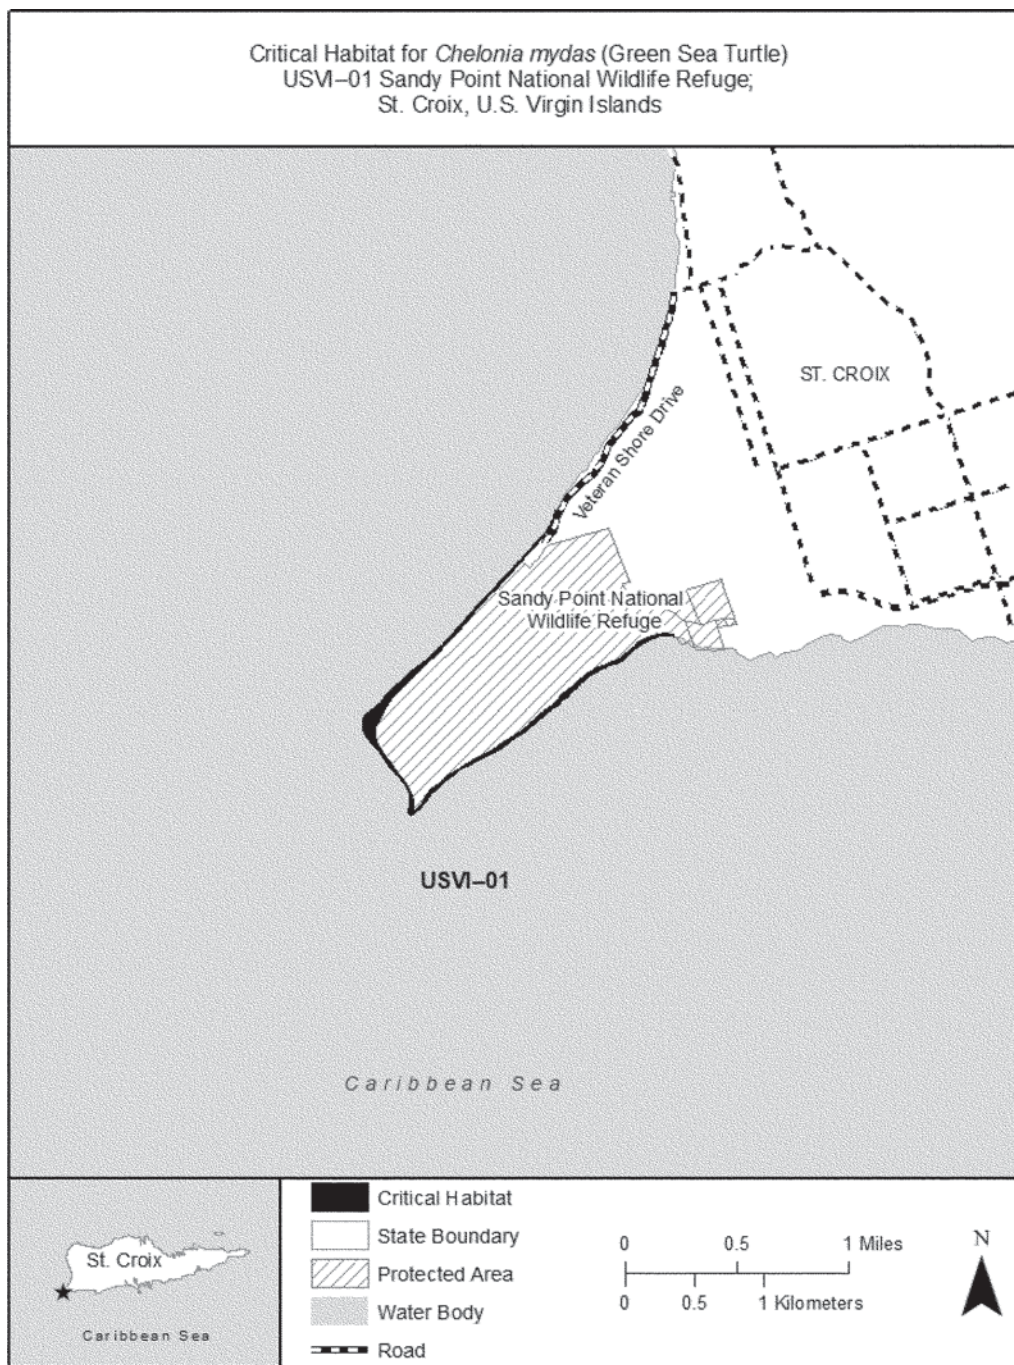 Critical Habitat for Chelonia mydas (Green Sea Turtle)
USVI–01 Sandy Point National Wildlife Refuge;
St. Croix, U.S. Virgin Islands
ST. CROIX
Veteran Shore Drive
Sandy Point National
Wildlife Refuge
USVI–01
Caribbean Sea
St. Croix
Caribbean Sea
Critical Habitat
State Boundary
Protected Area
Water Body
Road
0 0.5 1 Miles
0 0.5 1 Kilometers
N